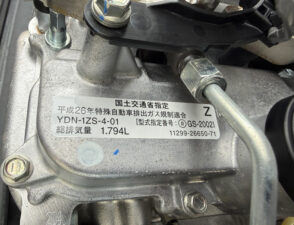 国土交通省指定
平成26年特殊自動車排出ガス規制適合
YDN-1ZS-4-01
[型式指定番号:Ⓖ GS-2002]
総排気量 1.794L
Z
11299-26650-71